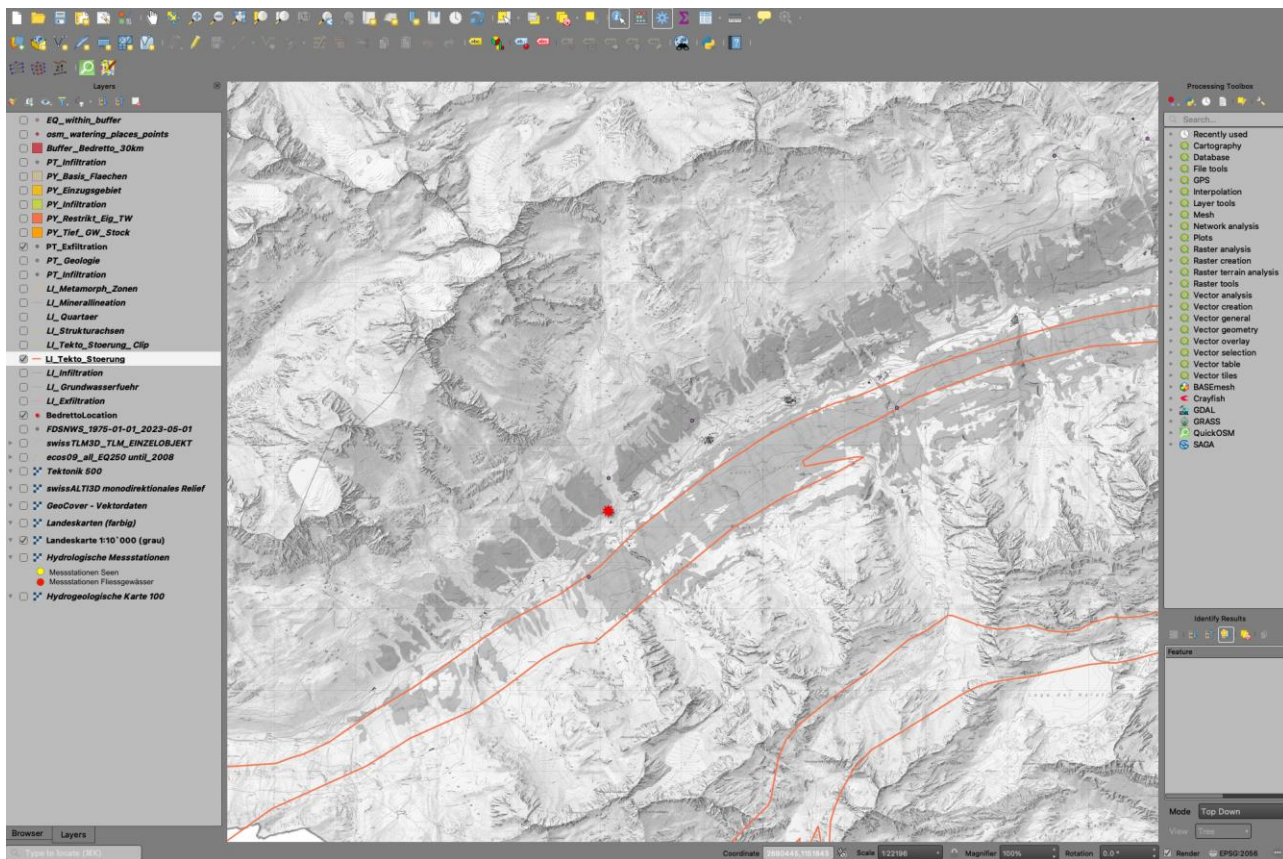 Layers
EQ_within_buffer
osm_watering_places_points
Buffer_Bedretto_30km
PT_Infiltration
PY_Basis_Flaechen
PY_Einzugsgebiet
PY_Infiltration
PY_Restrikt_Eig_TW
PY_Tief_GW_Stock
PT_Exfiltration
PT_Geologie
PT_Infiltration
LI_Metamorph_Zonen
LI_Minerallineation
LI_Quartaer
LI_Strukturachsen
LI_Tekto_Stoerung_Clip
LI_Tekto_Stoerung
LI_Infiltration
LI_Grundwasserfuehr
LI_Exfiltration
BedrettoLocation
FDSNWS_1975-01-01_2023-05-01
swissTLM3D_TLM_EINZELOBJEKT
ecos09_all_EQ250 until_2008
Tektonik 500
swissALTI3D monodirektionales Relief
GeoCover - Vektordaten
Landeskarten (farbig)
Landeskarte 1:10'000 (grau)
Hydrologische Messstationen
Messstationen Seen
Messstationen Fliessgewässer
Hydrogeologische Karte 100
Browser
Layers
Type to locate (⌘K)
Processing Toolbox
Search...
Recently used
Cartography
Database
File tools
GPS
Interpolation
Layer tools
Mesh
Network analysis
Plots
Raster analysis
Raster creation
Raster terrain analysis
Raster tools
Vector analysis
Vector creation
Vector general
Vector geometry
Vector overlay
Vector selection
Vector table
Vector tiles
BASEmesh
Crayfish
GDAL
GRASS
QuickOSM
SAGA
Identify Results
Feature
Mode Top Down
View Tree
Coordinate 2690445,1151943 Scale 1:22196 Magnifier 100% Rotation 0.0 ° Render EPSG:2056